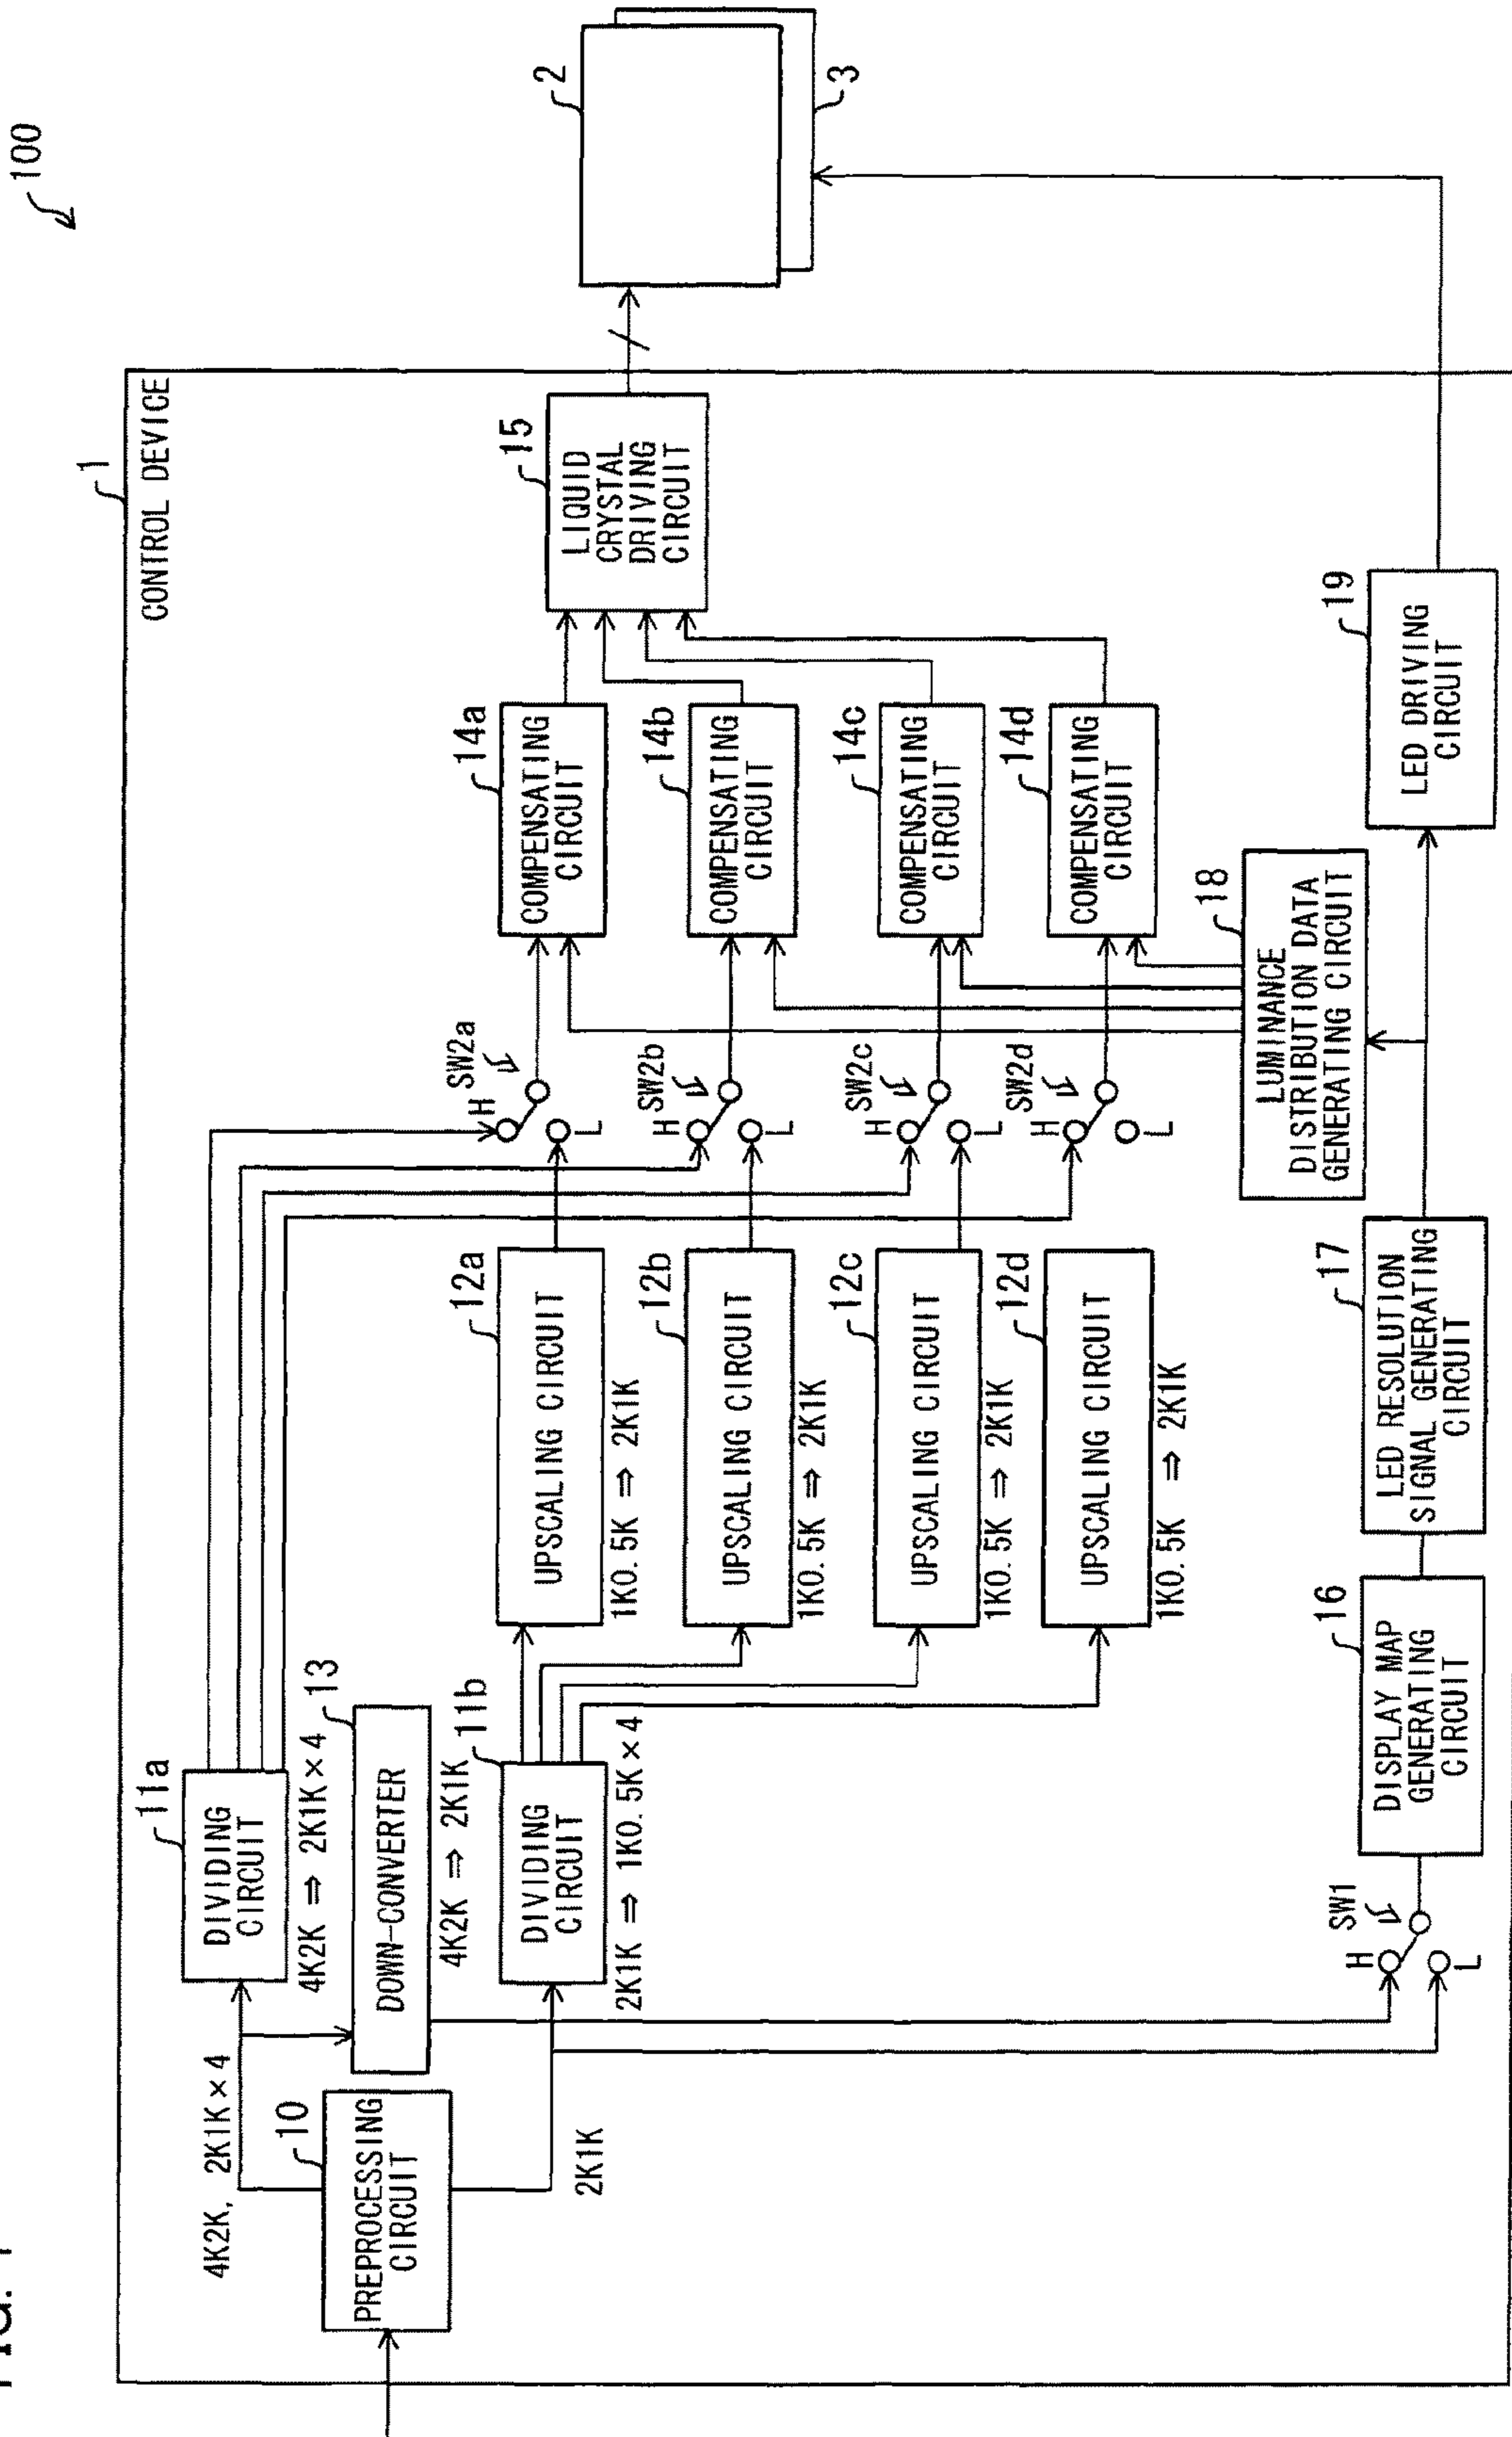 100
1
CONTROL DEVICE
2
3
4K2K, 2K1K×4
10
PREPROCESSING
CIRCUIT
2K1K
11a
DIVIDING
CIRCUIT
4K2K ⇒ 2K1K×4
13
DOWN-CONVERTER
4K2K ⇒ 2K1K
11b
DIVIDING
CIRCUIT
2K1K ⇒ 1K0.5K×4
12a
UPSCALING CIRCUIT
1K0.5K ⇒ 2K1K
12b
UPSCALING CIRCUIT
1K0.5K ⇒ 2K1K
12c
UPSCALING CIRCUIT
1K0.5K ⇒ 2K1K
12d
UPSCALING CIRCUIT
1K0.5K ⇒ 2K1K
SW2a
H
L
SW2b
H
L
SW2c
H
L
SW2d
H
L
14a
COMPENSATING
CIRCUIT
14b
COMPENSATING
CIRCUIT
14c
COMPENSATING
CIRCUIT
14d
COMPENSATING
CIRCUIT
15
LIQUID
CRYSTAL
DRIVING
CIRCUIT
SW1
H
L
16
DISPLAY MAP
GENERATING
CIRCUIT
17
LED RESOLUTION
SIGNAL GENERATING
CIRCUIT
18
LUMINANCE
DISTRIBUTION DATA
GENERATING CIRCUIT
19
LED DRIVING
CIRCUIT